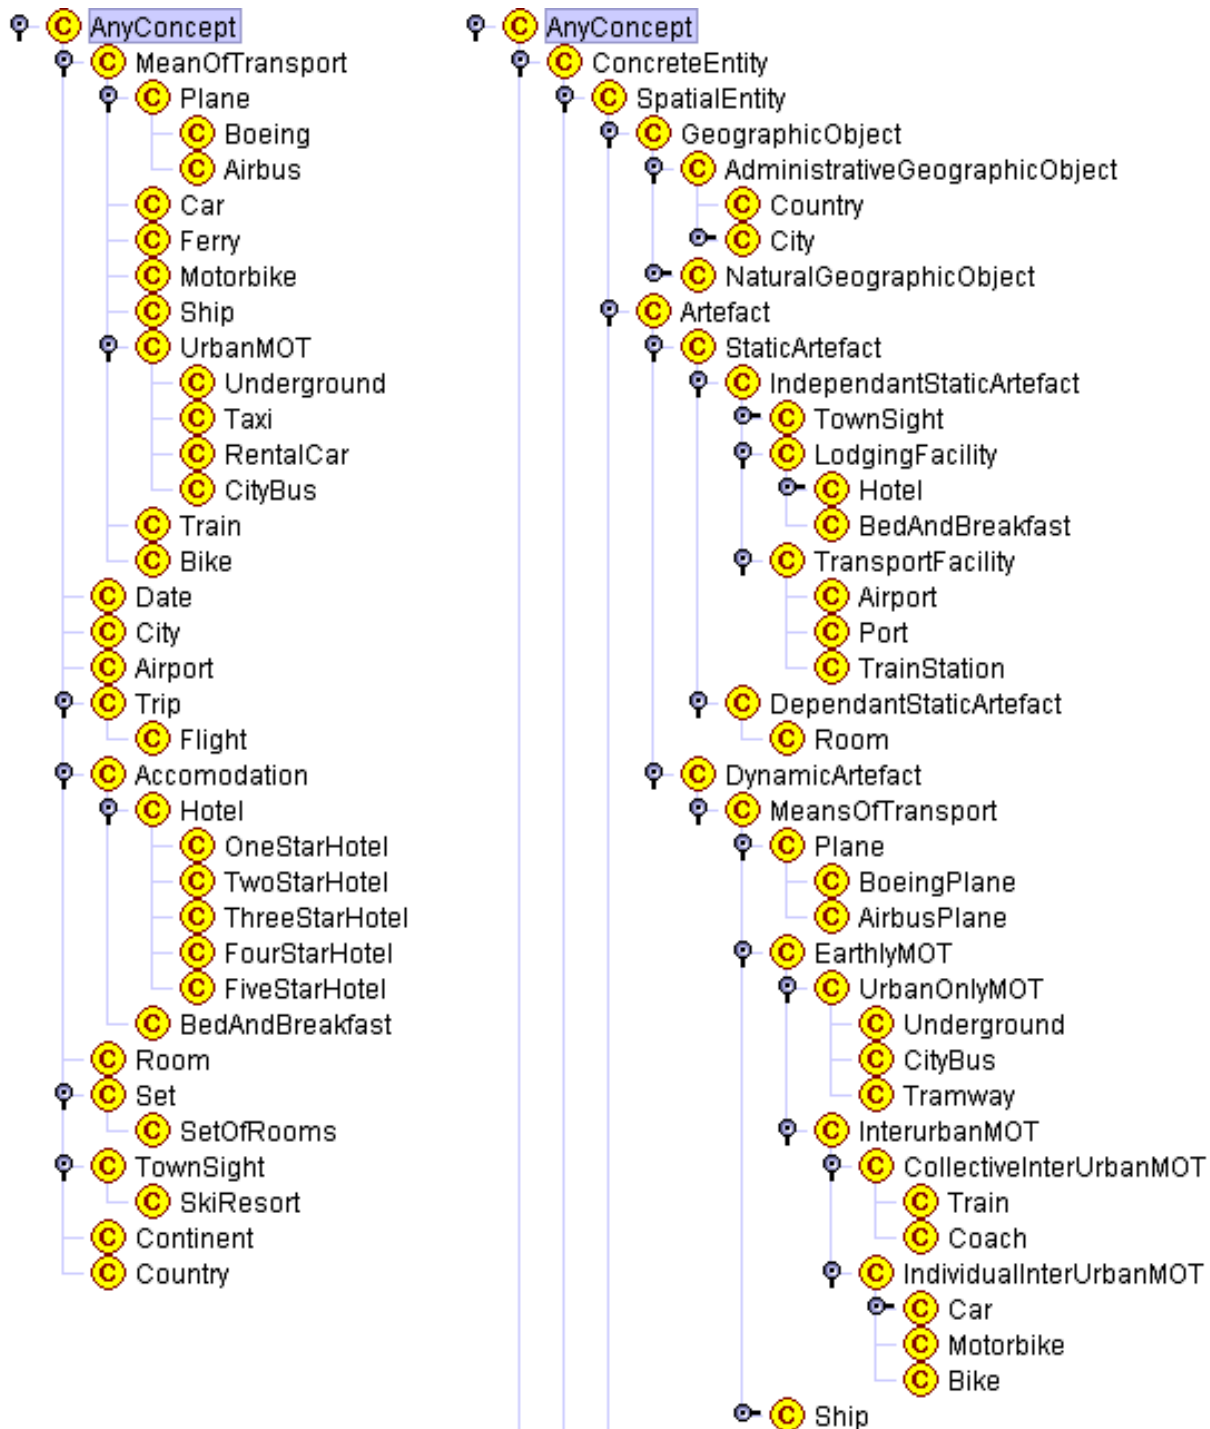 C AnyConcept
C MeanOfTransport
C Plane
C Boeing
C Airbus
C Car
C Ferry
C Motorbike
C Ship
C UrbanMOT
C Underground
C Taxi
C RentalCar
C CityBus
C Train
C Bike
C Date
C City
C Airport
C Trip
C Flight
C Accomodation
C Hotel
C OneStarHotel
C TwoStarHotel
C ThreeStarHotel
C FourStarHotel
C FiveStarHotel
C BedAndBreakfast
C Room
C Set
C SetOfRooms
C TownSight
C SkiResort
C Continent
C Country
C AnyConcept
C ConcreteEntity
C SpatialEntity
C GeographicObject
C AdministrativeGeographicObject
C Country
C City
C NaturalGeographicObject
C Artefact
C StaticArtefact
C IndependantStaticArtefact
C TownSight
C LodgingFacility
C Hotel
C BedAndBreakfast
C TransportFacility
C Airport
C Port
C TrainStation
C DependantStaticArtefact
C Room
C DynamicArtefact
C MeansOfTransport
C Plane
C BoeingPlane
C AirbusPlane
C EarthlyMOT
C UrbanOnlyMOT
C Underground
C CityBus
C Tramway
C InterurbanMOT
C CollectiveInterUrbanMOT
C Train
C Coach
C IndividualInterUrbanMOT
C Car
C Motorbike
C Bike
C Ship